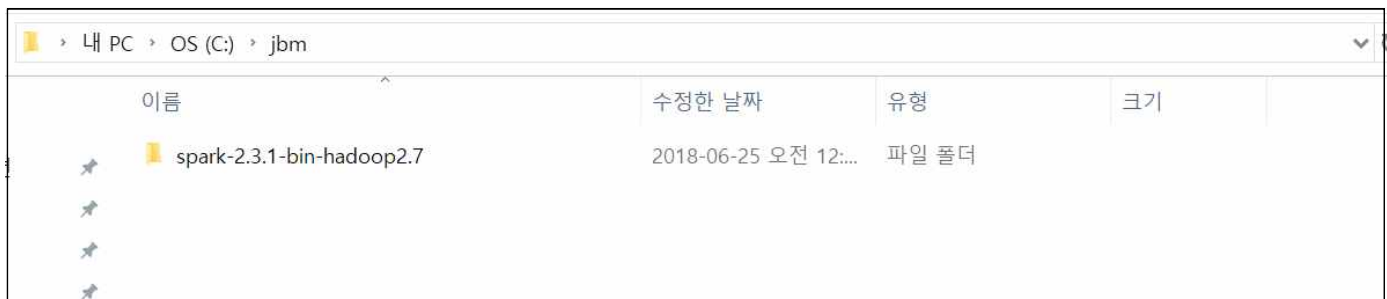 내 PC › OS (C:) › jbm
이름 수정한 날짜 유형 크기
spark-2.3.1-bin-hadoop2.7 2018-06-25 오전 12:... 파일 폴더